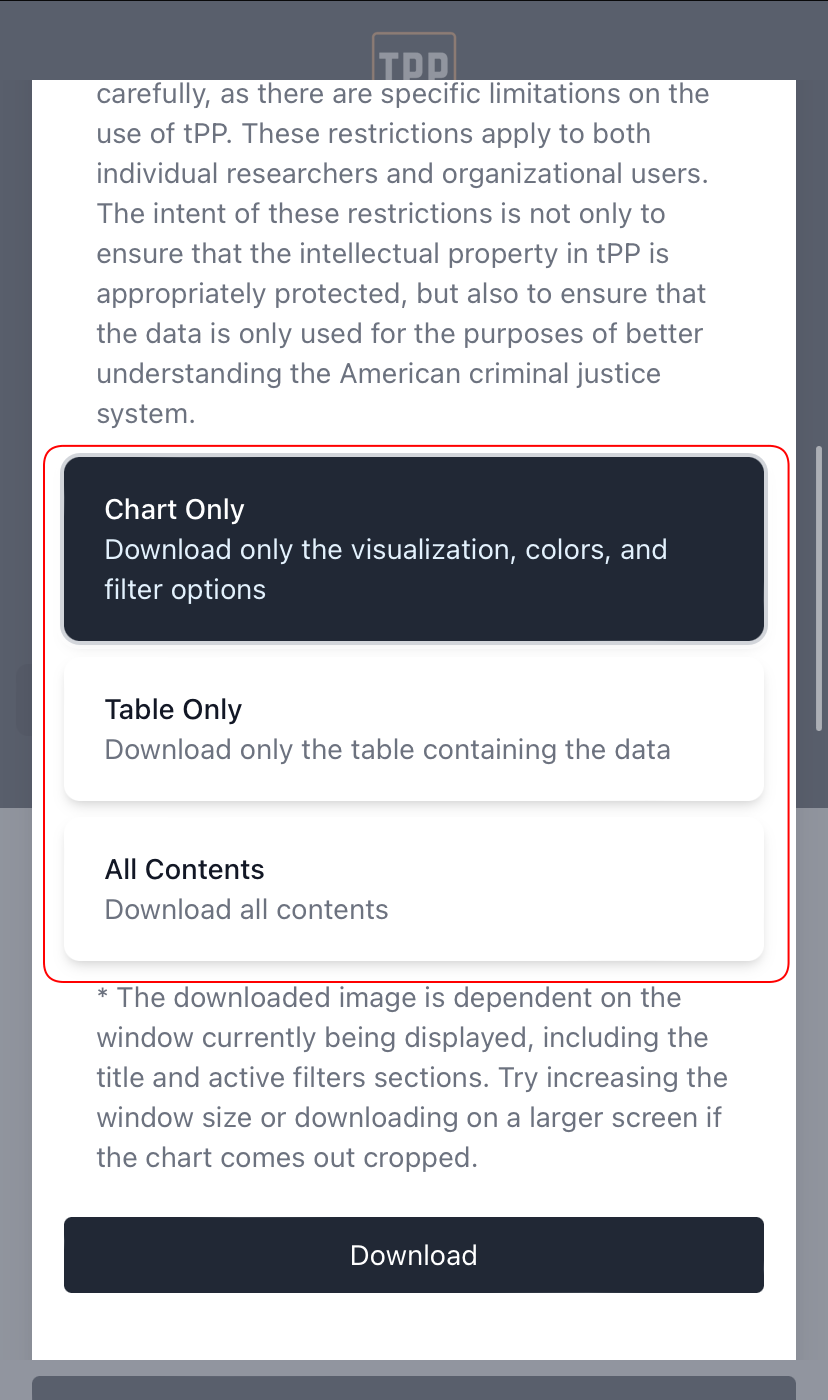 TPP
carefully, as there are specific limitations on the
use of tPP. These restrictions apply to both
individual researchers and organizational users.
The intent of these restrictions is not only to
ensure that the intellectual property in tPP is
appropriately protected, but also to ensure that
the data is only used for the purposes of better
understanding the American criminal justice
system.
Chart Only
Download only the visualization, colors, and
filter options
Table Only
Download only the table containing the data
All Contents
Download all contents
* The downloaded image is dependent on the
window currently being displayed, including the
title and active filters sections. Try increasing the
window size or downloading on a larger screen if
the chart comes out cropped.
Download